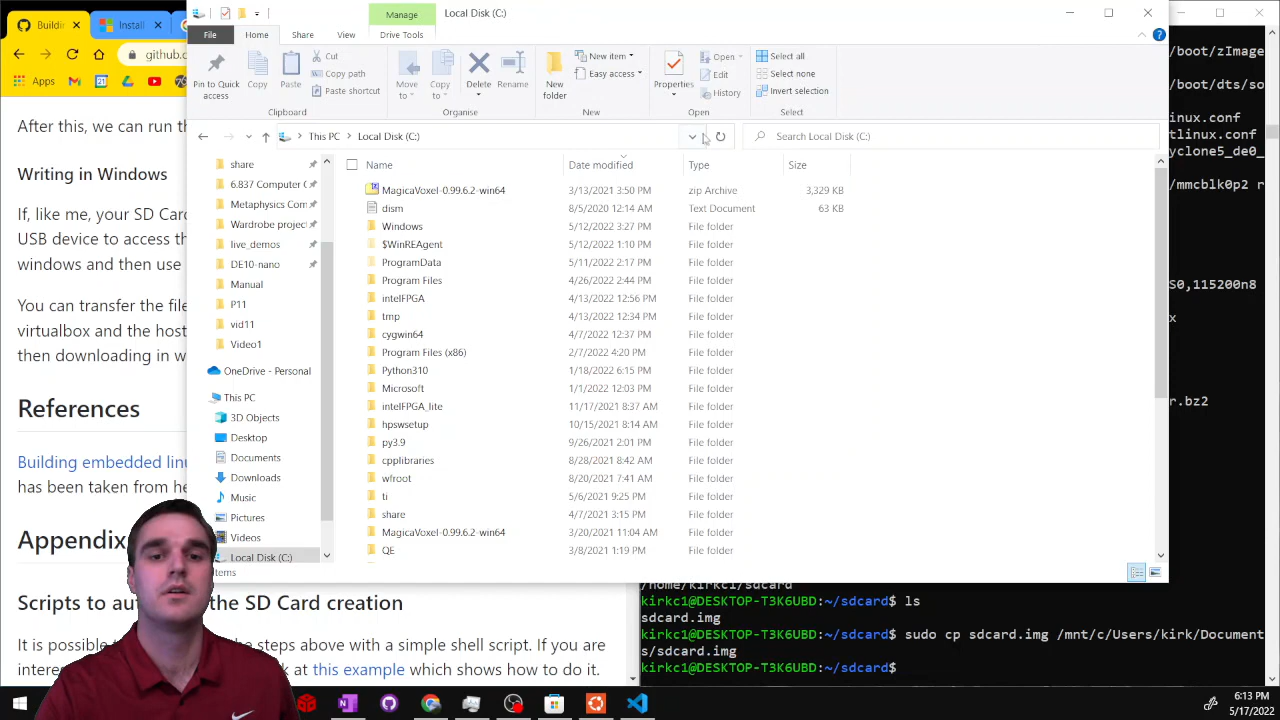 Buildin
Install
Manage
Local Disk (C:)
File
Home
Share
View
Drive Tools
github.c
Apps
Pin to Quick access
Copy
Paste
Cut
Copy path
Paste shortcut
Clipboard
Move to
Copy to
Delete
Rename
Organise
New folder
New item
Easy access
New
Properties
Open
Edit
History
Open
Select all
Select none
Invert selection
Select
This PC
Local Disk (C:)
Search Local Disk (C:)
After this, we can run th
Writing in Windows
If, like me, your SD Card
USB device to access th
windows and then use
You can transfer the file
virtualbox and the host
then downloading in w
References
Building embedded linu
has been taken from he
Appendix
Scripts to au the SD Card creation
It is possible to the steps above with a simple shell script. If you are
interes k at this example which shows how to do it.
share
6.837 Computer G
Metaphysics Com
Wardrobe projec
live_demos
DE10-nano
Manual
P11
vid11
Video1
OneDrive - Personal
This PC
3D Objects
Desktop
Documents
Downloads
Music
Pictures
Videos
Local Disk (C:)
items
Name Date modified Type Size
MagicaVoxel-0.99.6.2-win64 3/13/2021 3:50 PM zip Archive 3,329 KB
dism 8/5/2020 12:14 AM Text Document 63 KB
Windows 5/12/2022 3:27 PM File folder
$WinREAgent 5/12/2022 1:10 PM File folder
ProgramData 5/11/2022 2:17 PM File folder
Program Files 4/26/2022 2:44 PM File folder
intelFPGA 4/13/2022 12:56 PM File folder
tmp 4/13/2022 12:34 PM File folder
cygwin64 4/7/2022 12:37 PM File folder
Program Files (x86) 2/7/2022 4:20 PM File folder
Python310 1/18/2022 6:15 PM File folder
Microsoft 1/1/2022 12:03 PM File folder
intelFPGA_lite 11/17/2021 8:37 AM File folder
hpswsetup 10/15/2021 8:14 AM File folder
py3.9 9/26/2021 2:01 PM File folder
cpplibraries 8/28/2021 8:42 AM File folder
wfroot 8/20/2021 7:41 AM File folder
ti 5/6/2021 9:25 PM File folder
share 4/7/2021 3:15 PM File folder
MagicaVoxel-0.99.6.2-win64 3/20/2021 11:04 AM File folder
QE 3/8/2021 1:19 PM File folder
/boot/zImage
/boot/dts/so
inux.conf
tlinux.conf
yclone5_de0_
/mmcblk0p2 r
S0,115200n8
x
r.bz2
/home/kirkc1/sdcard
kirkc1@DESKTOP-T3K6UBD:~/sdcard$ ls
sdcard.img
kirkc1@DESKTOP-T3K6UBD:~/sdcard$ sudo cp sdcard.img /mnt/c/Users/kirk/Document
s/sdcard.img
kirkc1@DESKTOP-T3K6UBD:~/sdcard$
6:13 PM
5/17/2022